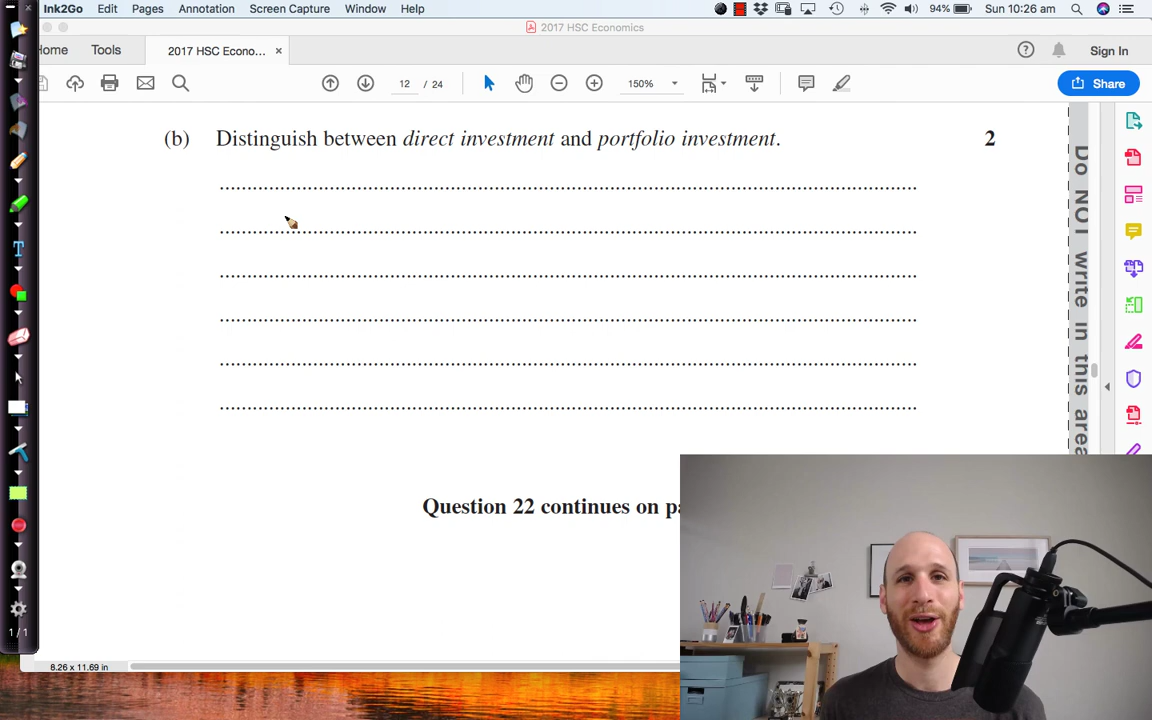 Ink2Go Edit Pages Annotation Screen Capture Window Help 94% Sun 10:26 am
2017 HSC Economics
Home Tools 2017 HSC Econo... × Sign In
12 / 24 150% Share
(b) Distinguish between direct investment and portfolio investment. 2
Do NOT write in this area
Question 22 continues on pa
1 / 1
8.26 x 11.69 in